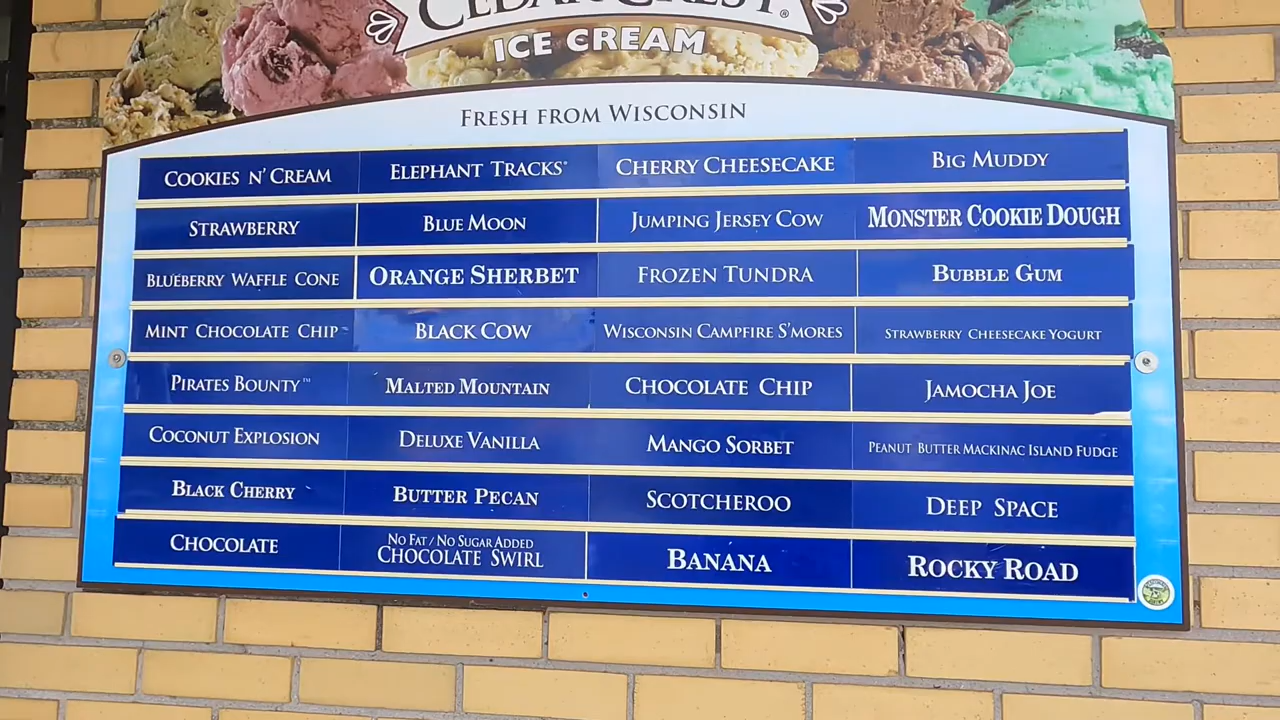 CEDAR CREST®
ICE CREAM
FRESH FROM WISCONSIN
COOKIES N' CREAM
ELEPHANT TRACKS®
CHERRY CHEESECAKE
BIG MUDDY
STRAWBERRY
BLUE MOON
JUMPING JERSEY COW
MONSTER COOKIE DOUGH
BLUEBERRY WAFFLE CONE
ORANGE SHERBET
FROZEN TUNDRA
BUBBLE GUM
MINT CHOCOLATE CHIP
BLACK COW
WISCONSIN CAMPFIRE S'MORES
STRAWBERRY CHEESECAKE YOGURT
PIRATES BOUNTY™
MALTED MOUNTAIN
CHOCOLATE CHIP
JAMOCHA JOE
COCONUT EXPLOSION
DELUXE VANILLA
MANGO SORBET
PEANUT BUTTER MACKINAC ISLAND FUDGE
BLACK CHERRY
BUTTER PECAN
SCOTCHEROO
DEEP SPACE
CHOCOLATE
NO FAT / NO SUGAR ADDED
CHOCOLATE SWIRL
BANANA
ROCKY ROAD